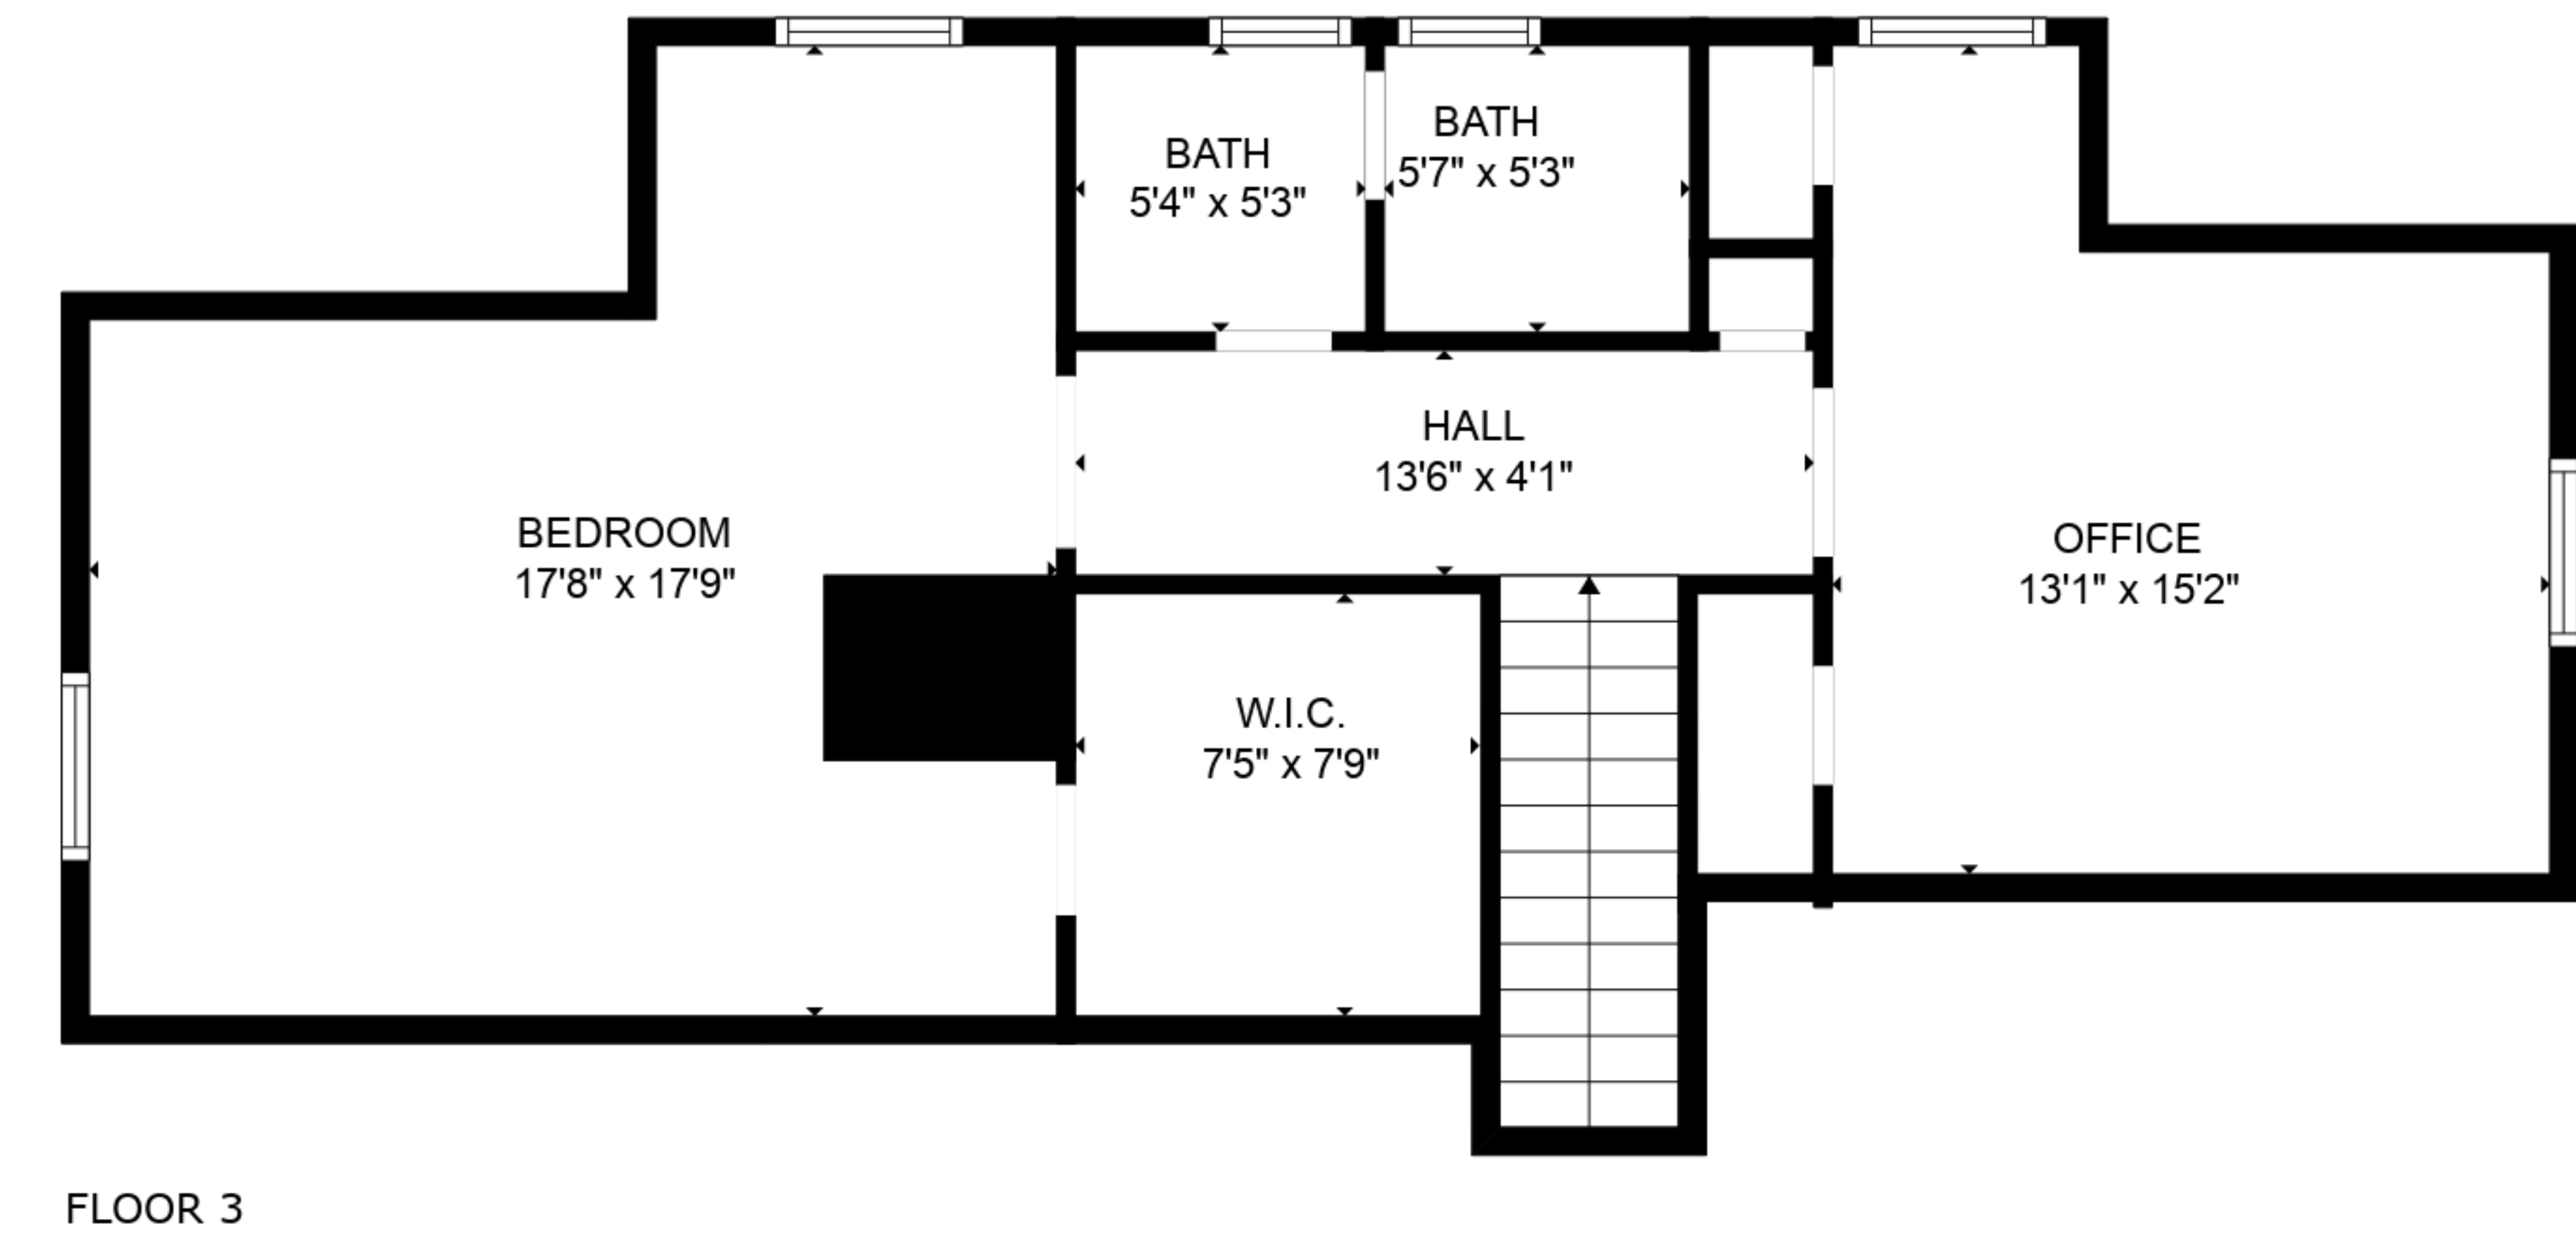 BATH
5'4" x 5'3"
BATH
5'7" x 5'3"
HALL
13'6" x 4'1"
BEDROOM
17'8" x 17'9"
OFFICE
13'1" x 15'2"
W.I.C.
7'5" x 7'9"
FLOOR 3